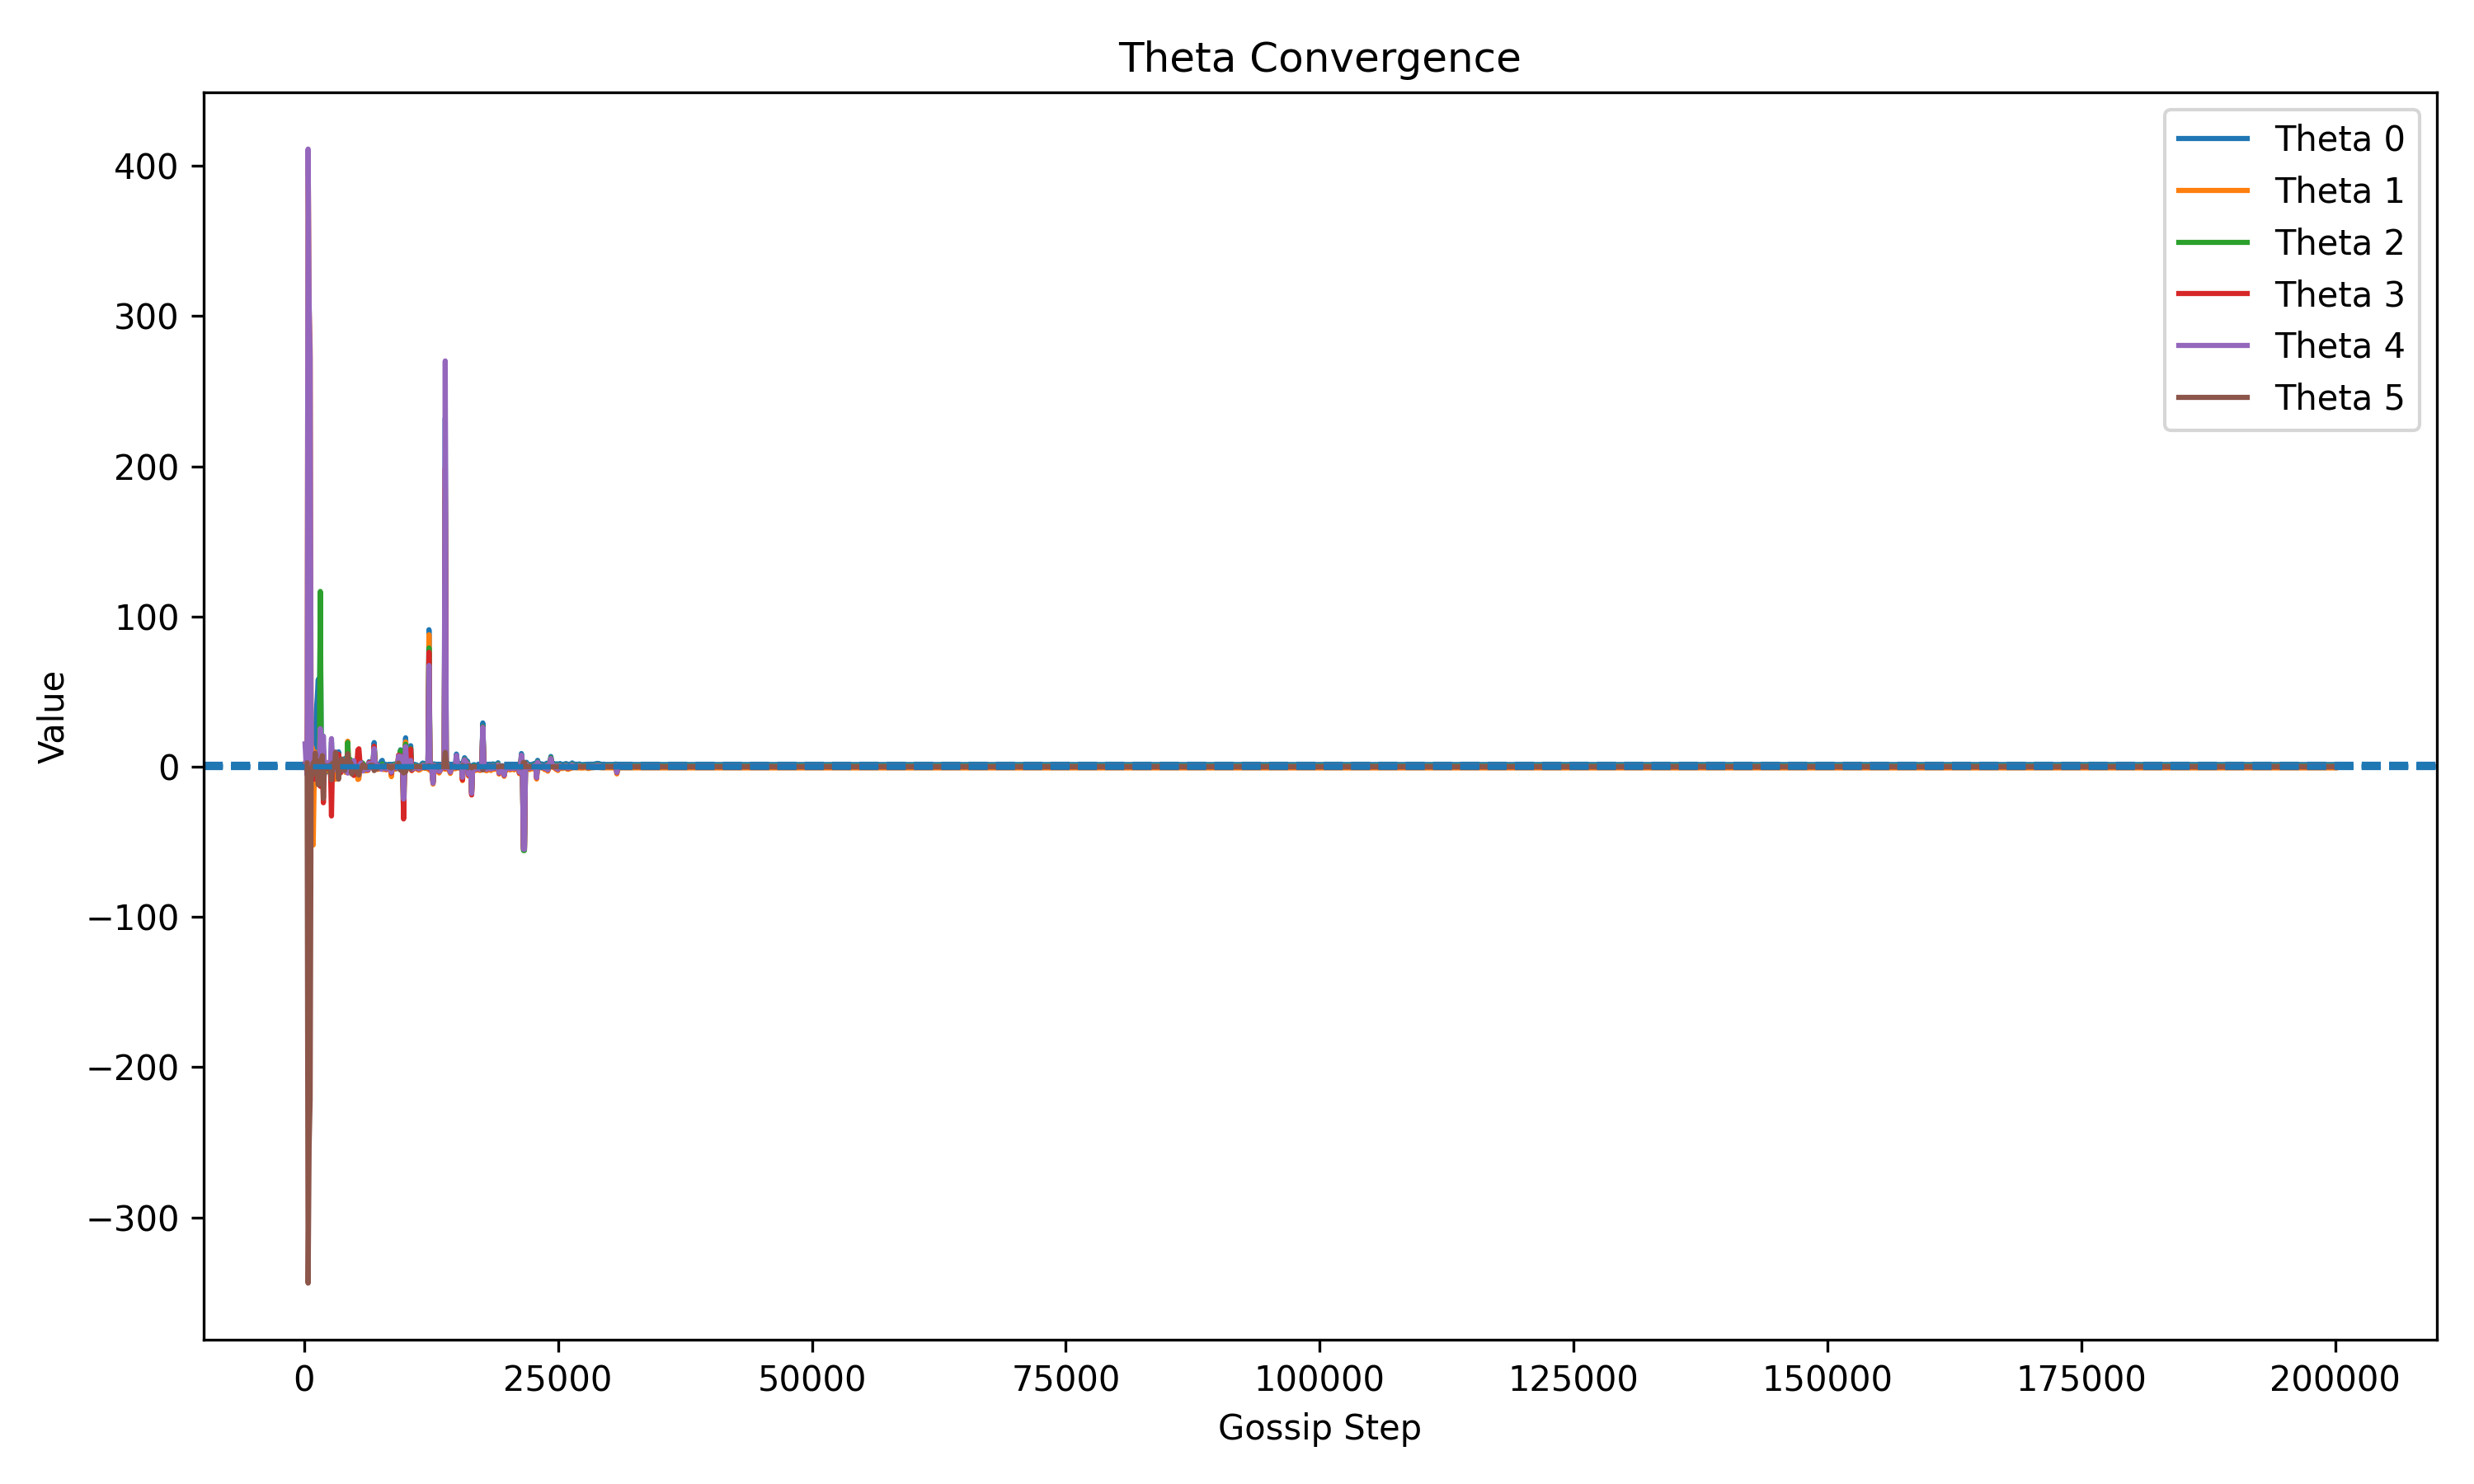 Theta Convergence
Theta 0
Theta 1
Theta 2
Theta 3
Theta 4
Theta 5
400
300
200
100
0
−100
−200
−300
Value
0 25000 50000 75000 100000 125000 150000 175000 200000
Gossip Step